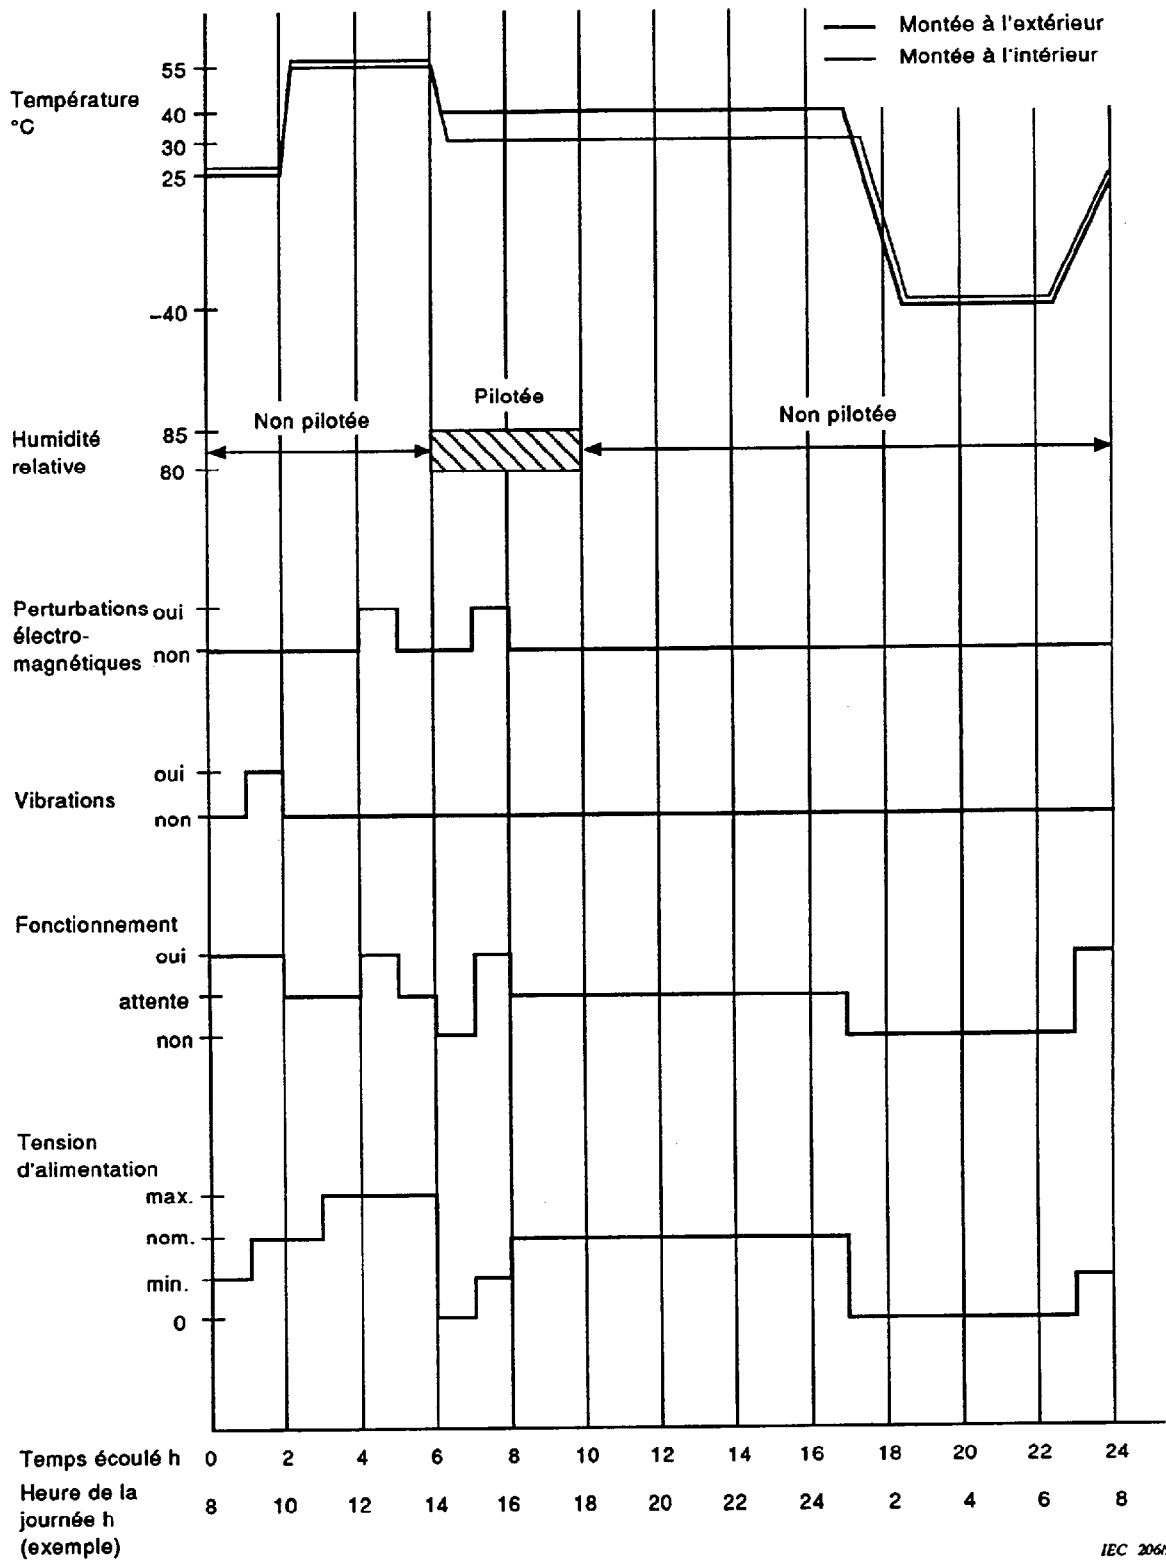 Montée à l'extérieur
Montée à l'intérieur
Température
°C
55
40
30
25
-40
Humidité
relative
85
80
Non pilotée
Pilotée
Non pilotée
Perturbations
électro-
magnétiques
oui
non
Vibrations
oui
non
Fonctionnement
oui
attente
non
Tension
d'alimentation
max.
nom.
min.
0
Temps écoulé h 0 2 4 6 8 10 12 14 16 18 20 22 24
Heure de la
journée h
(exemple)
8 10 12 14 16 18 20 22 24 2 4 6 8
IEC 206/